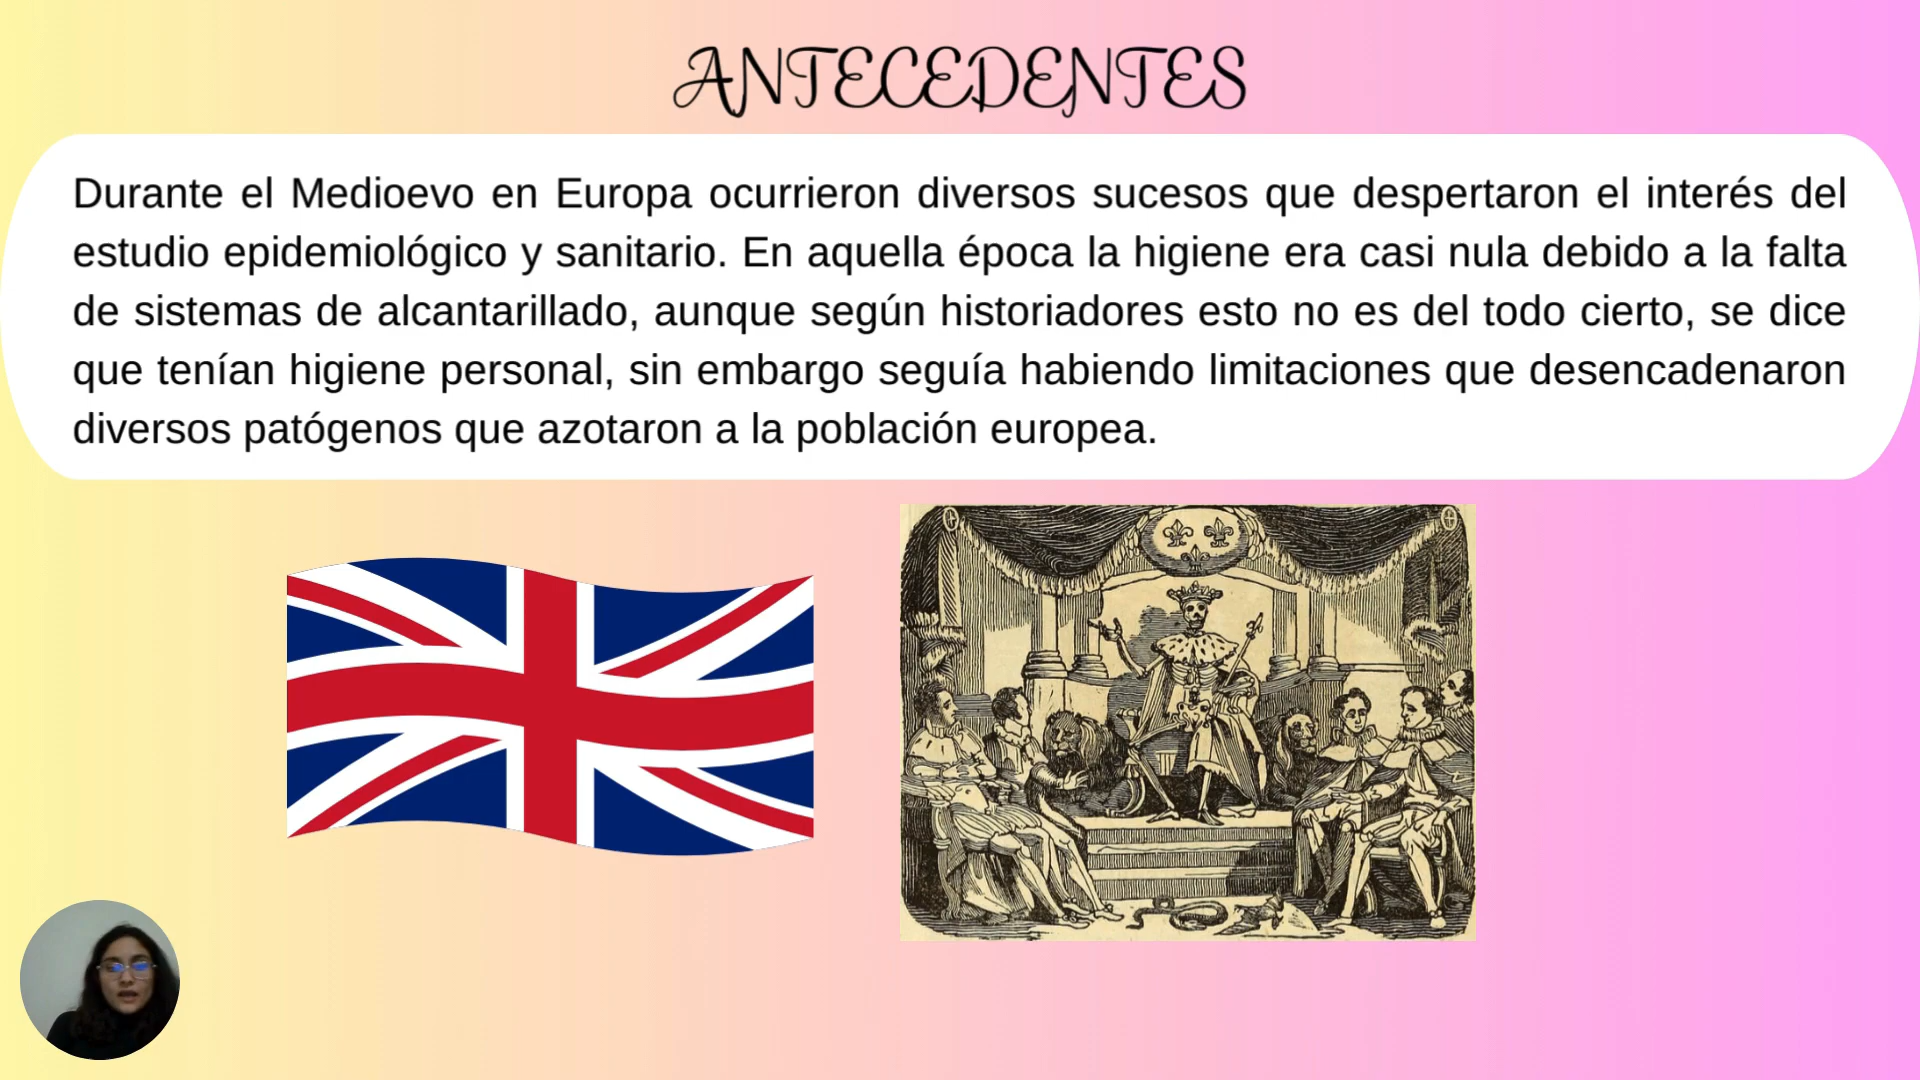 ANTECEDENTES
Durante el Medioevo en Europa ocurrieron diversos sucesos que despertaron el interés del
estudio epidemiológico y sanitario. En aquella época la higiene era casi nula debido a la falta
de sistemas de alcantarillado, aunque según historiadores esto no es del todo cierto, se dice
que tenían higiene personal, sin embargo seguía habiendo limitaciones que desencadenaron
diversos patógenos que azotaron a la población europea.